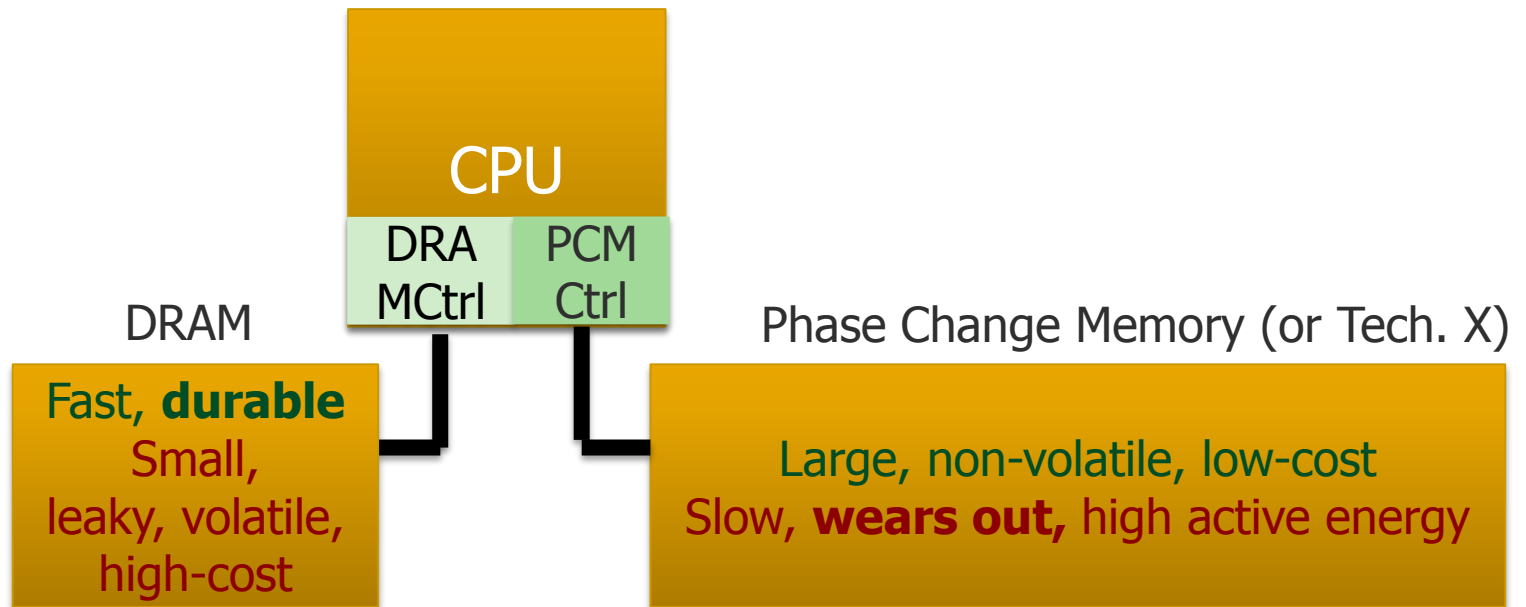 CPU
DRA
MCtrl
PCM
Ctrl
DRAM
Fast, durable
Small,
leaky, volatile,
high-cost
Phase Change Memory (or Tech. X)
Large, non-volatile, low-cost
Slow, wears out, high active energy